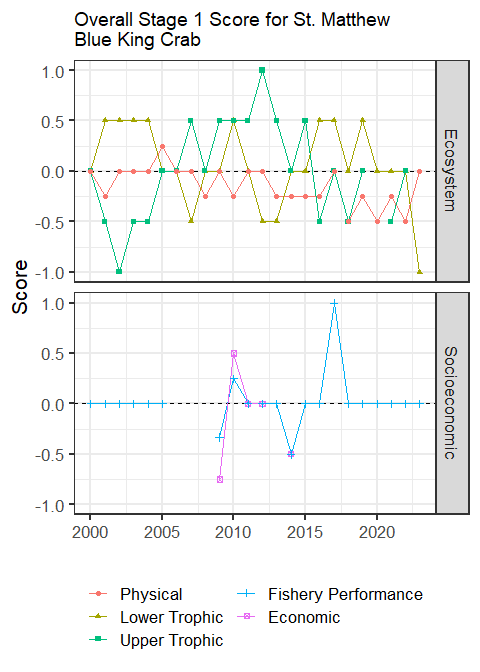 Overall Stage 1 Score for St. Matthew
Blue King Crab
Score
1.0
0.5
0.0
-0.5
-1.0
Ecosystem
1.0
0.5
0.0
-0.5
-1.0
Socioeconomic
2000 2005 2010 2015 2020
Physical Fishery Performance
Lower Trophic Economic
Upper Trophic